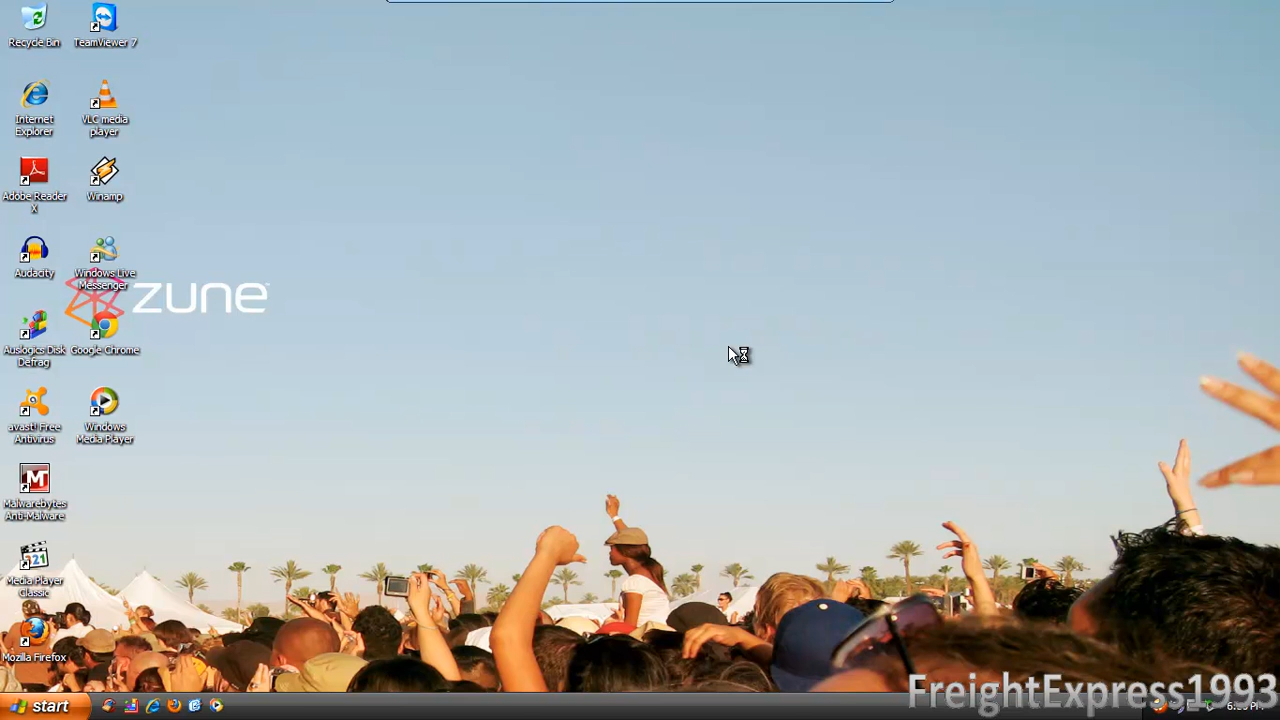 Recycle Bin
TeamViewer 7
Internet
Explorer
VLC media
player
Adobe Reader
X
Winamp
Audacity
Windows Live
Messenger
zune
Auslogics Disk
Defrag
Google Chrome
avast! Free
Antivirus
Windows
Media Player
Malwarebytes
Anti-Malware
321
Media Player
Classic
Mozilla Firefox
start
FreightExpress1993